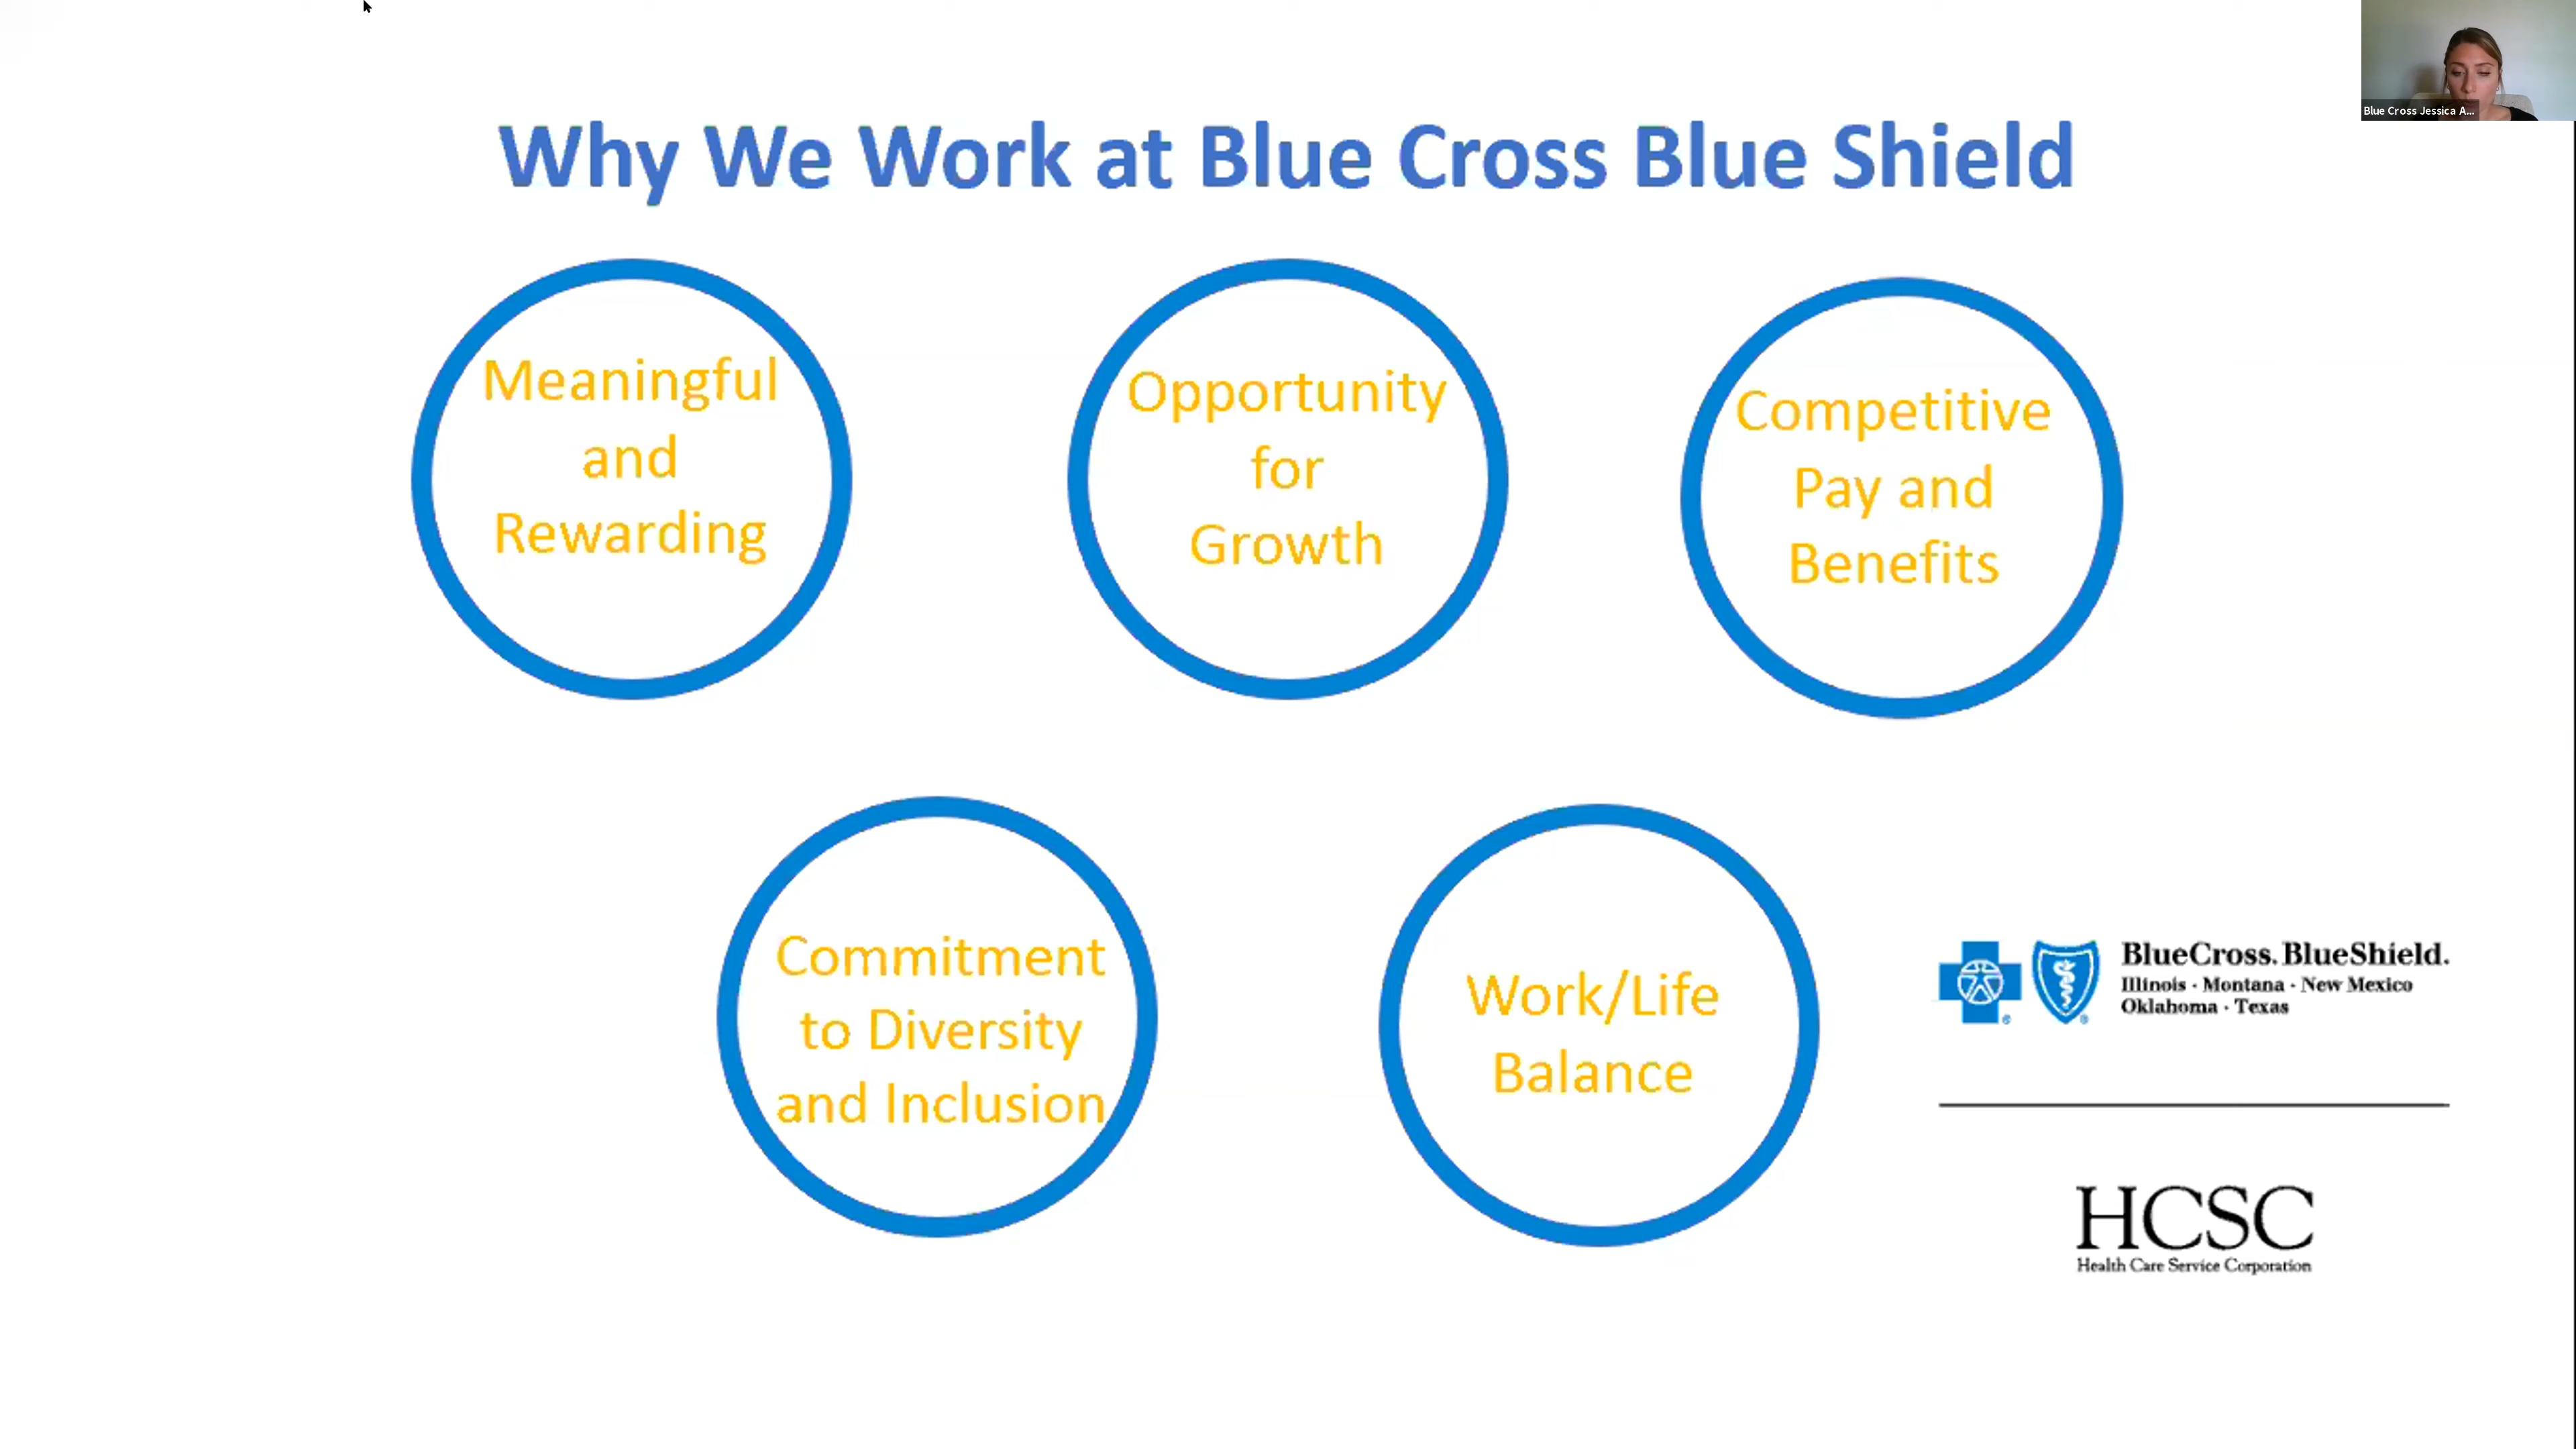 Blue Cross Jessica A...
Why We Work at Blue Cross Blue Shield
Meaningful
and
Rewarding
Opportunity
for
Growth
Competitive
Pay and
Benefits
Commitment
to Diversity
and Inclusion
Work/Life
Balance
BlueCross. BlueShield.
Illinois · Montana · New Mexico
Oklahoma · Texas
HCSC
Health Care Service Corporation